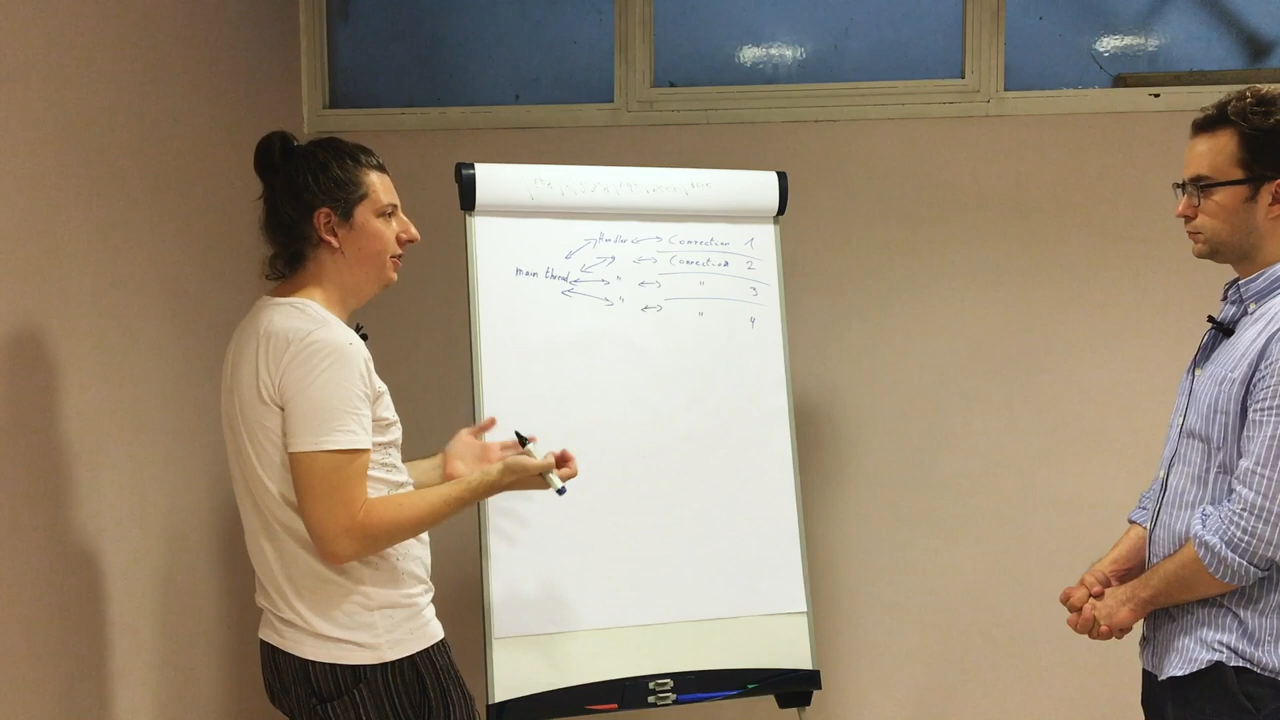 Handler Connection 1
" Connection 2
main thread " " 3
" " 4